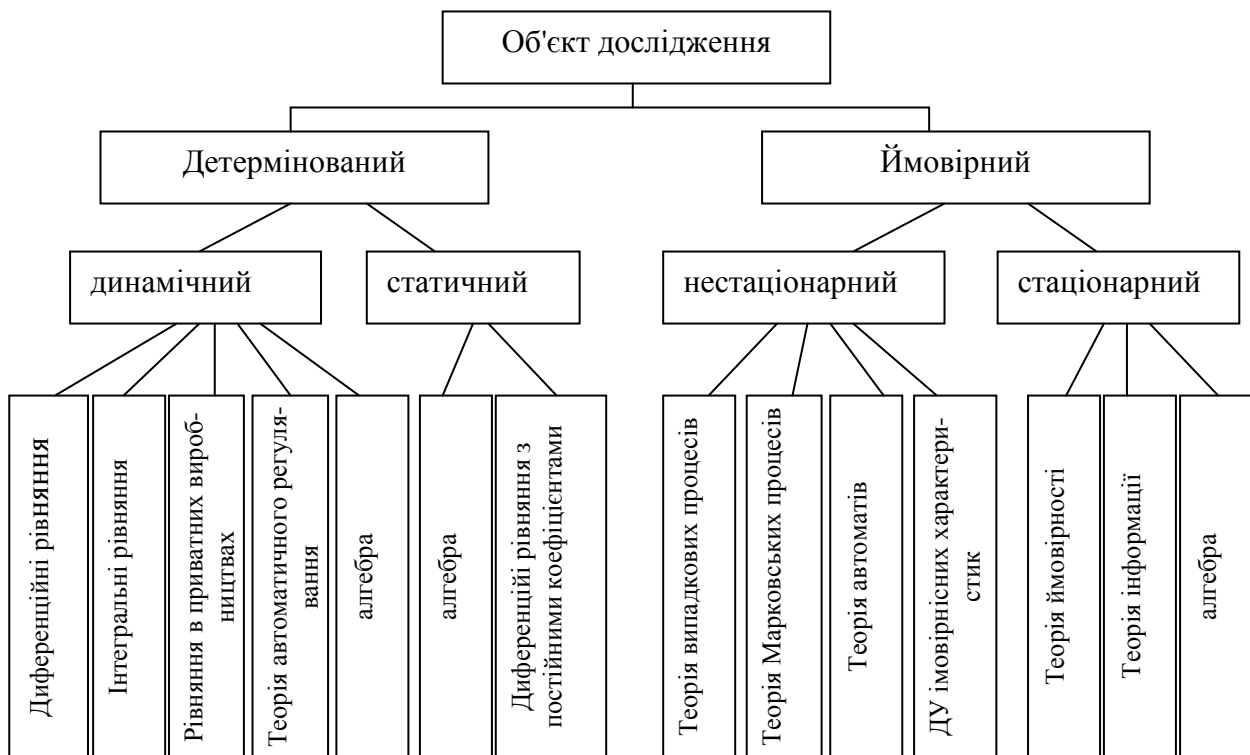 Об'єкт дослідження
Детермінований
Ймовірний
динамічний
статичний
нестаціонарний
стаціонарний
Диференційні рівняння
Інтегральні рівняння
Рівняння в приватних вироб-
ництвах
Теорія автоматичного регуля-
вання
алгебра
алгебра
Диференційі рівняння з
постійними коефіцієнтами
Теорія випадкових процесів
Теорія Марковських процесів
Теорія автоматів
ДУ імовірнісних характери-
стик
Теорія ймовірності
Теорія інформації
алгебра